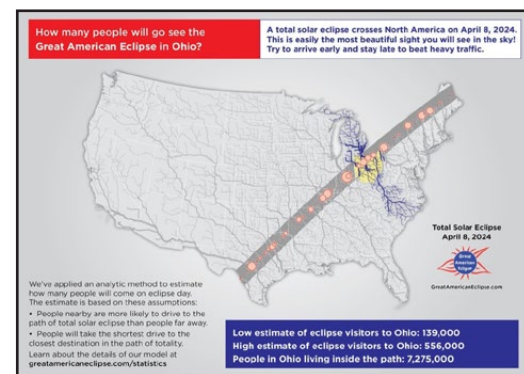 How many people will go see the
Great American Eclipse in Ohio?
A total solar eclipse crosses North America on April 8, 2024.
This is easily the most beautiful sight you will see in the sky!
Try to arrive early and stay late to beat heavy traffic.
Total Solar Eclipse
April 8, 2024
Great
American
Eclipse
GreatAmericanEclipse.com
We've applied an analytic method to estimate
how many people will come on eclipse day.
The estimate is based on these assumptions:
• People nearby are more likely to drive to the
path of total solar eclipse than people far away.
• People will take the shortest drive to the
closest destination in the path of totality.
Learn about the details of our model at
greatamericaneclipse.com/statistics
Low estimate of eclipse visitors to Ohio: 139,000
High estimate of eclipse visitors to Ohio: 556,000
People in Ohio living inside the path: 7,275,000